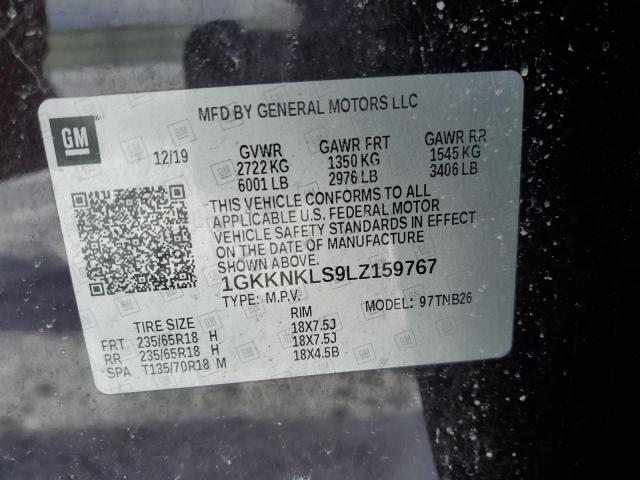 MFD BY GENERAL MOTORS LLC
GM
12/19 GVWR GAWR FRT GAWR RR
2722 KG 1350 KG 1545 KG
6001 LB 2976 LB 3406 LB
THIS VEHICLE CONFORMS TO ALL
APPLICABLE U.S. FEDERAL MOTOR
VEHICLE SAFETY STANDARDS IN EFFECT
ON THE DATE OF MANUFACTURE
SHOWN ABOVE.
1GKKNKLS9LZ159767
TYPE: M.P.V. MODEL: 97TNB26
TIRE SIZE RIM
FRT 235/65R18 H 18X7.5J
RR 235/65R18 H 18X7.5J
SPA T135/70R18 M 18X4.5B